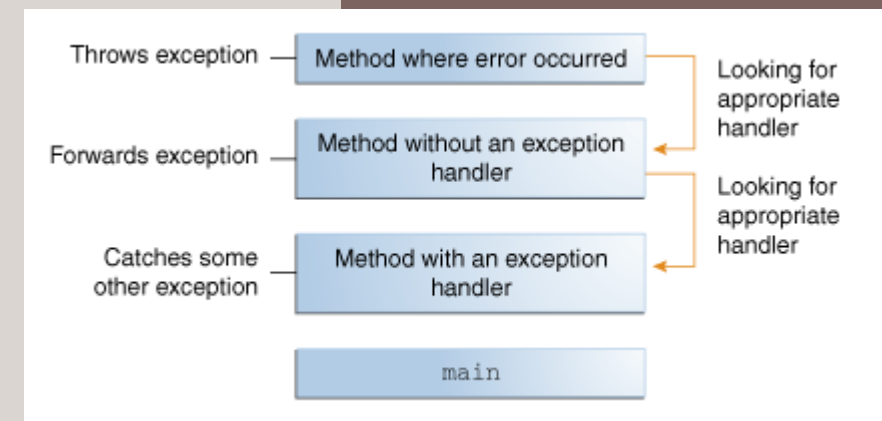 Throws exception
Method where error occurred
Looking for
appropriate
handler
Forwards exception
Method without an exception
handler
Looking for
appropriate
handler
Catches some
other exception
Method with an exception
handler
main